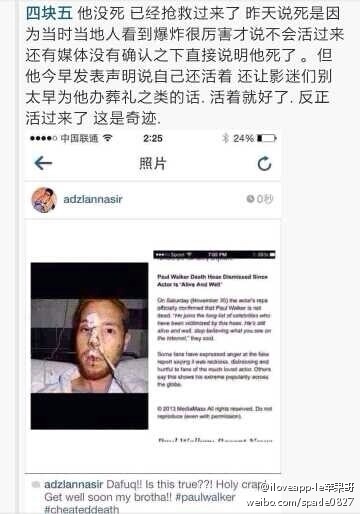 四块五 他没死 已经抢救过来了 昨天说死是因
为当时当地人看到爆炸很厉害才说不会活过来
还有媒体没有确认之下直接说明他死了 。但
他今早发表声明说自己还活着 还让影迷们别
太早为他办葬礼之类的话. 活着就好了. 反正
活过来了 这是奇迹.
中国联通 2:25 24%
照片
adzlannasir 0秒
Sprint 7:00 PM
Paul Walker Death Hoax Dismissed Since
Actor Is 'Alive And Well'
On Saturday (November 30) the actor's reps
officially confirmed that Paul Walker is not
dead. "He joins the long list of celebrities who
have been victimized by this hoax. He's still
alive and well, stop believing what you see on
the Internet," they said.
Some fans have expressed anger at the fake
report saying it was reckless, distressing and
hurtful to fans of the much loved actor. Others
say this shows his extreme popularity across
the globe.
© 2013 MediaMass All rights reserved. Do not
reproduce (even with permission).
adzlannasir Dafuq!! Is this true??! Holy crap!
Get well soon my brotha!! #paulwalker
#cheateddeath
@iloveapp-le苹果哥
weibo.com/spade0827